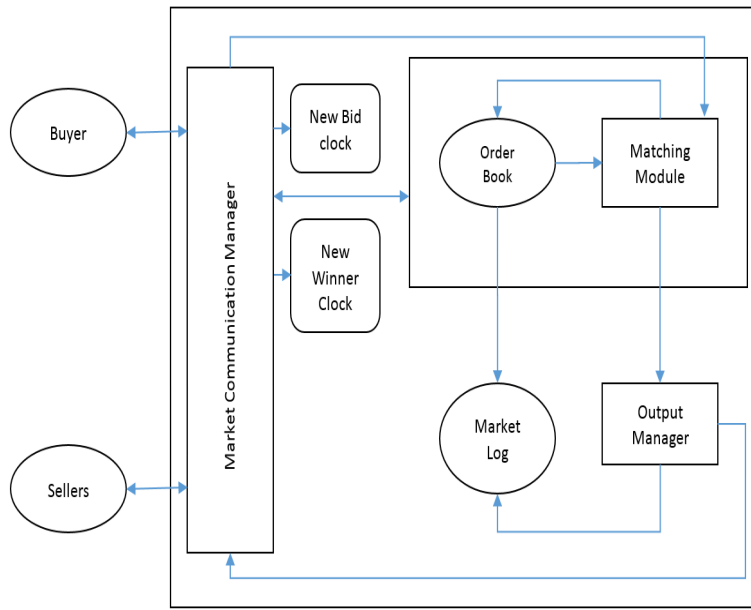 Buyer
Sellers
Market Communication Manager
New Bid
clock
New
Winner
Clock
Order
Book
Matching
Module
Market
Log
Output
Manager